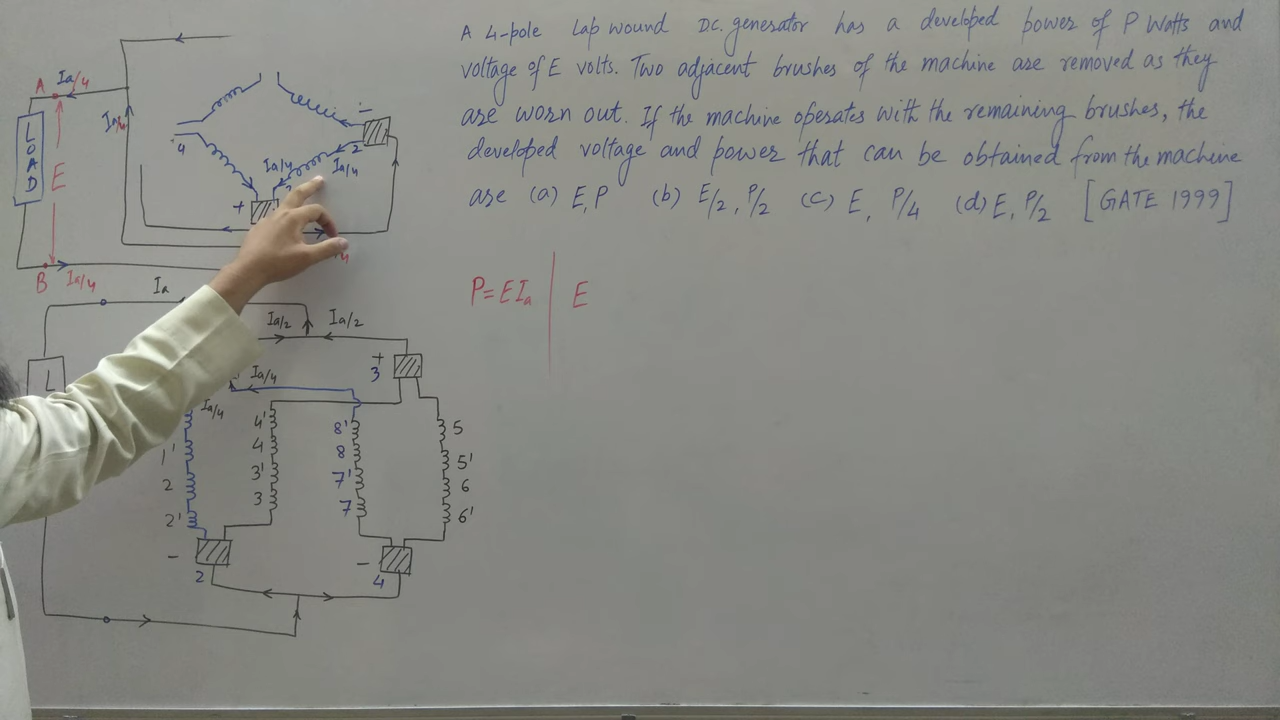 A 4-pole Lap wound D.C. generator has a developed power of P Watts and
voltage of E volts. Two adjacent brushes of the machine are removed as they
are worn out. If the machine operates with the remaining brushes, the
developed voltage and power that can be obtained from the machine
are (a) E, P (b) E/2, P/2 (c) E, P/4 (d) E, P/2 [GATE 1999]
P=EIa
E
A
Ia/4
LOAD
E
B
Ia/4
4
Ia/4
Ia/4
2
-
+
Ia
Ia/2
Ia/2
+
3
Ia/4
Ia/4
L
1'
2
2'
4'
4
3'
3
8'
8
7'
7
5
5'
6
6'
-
2
-
4